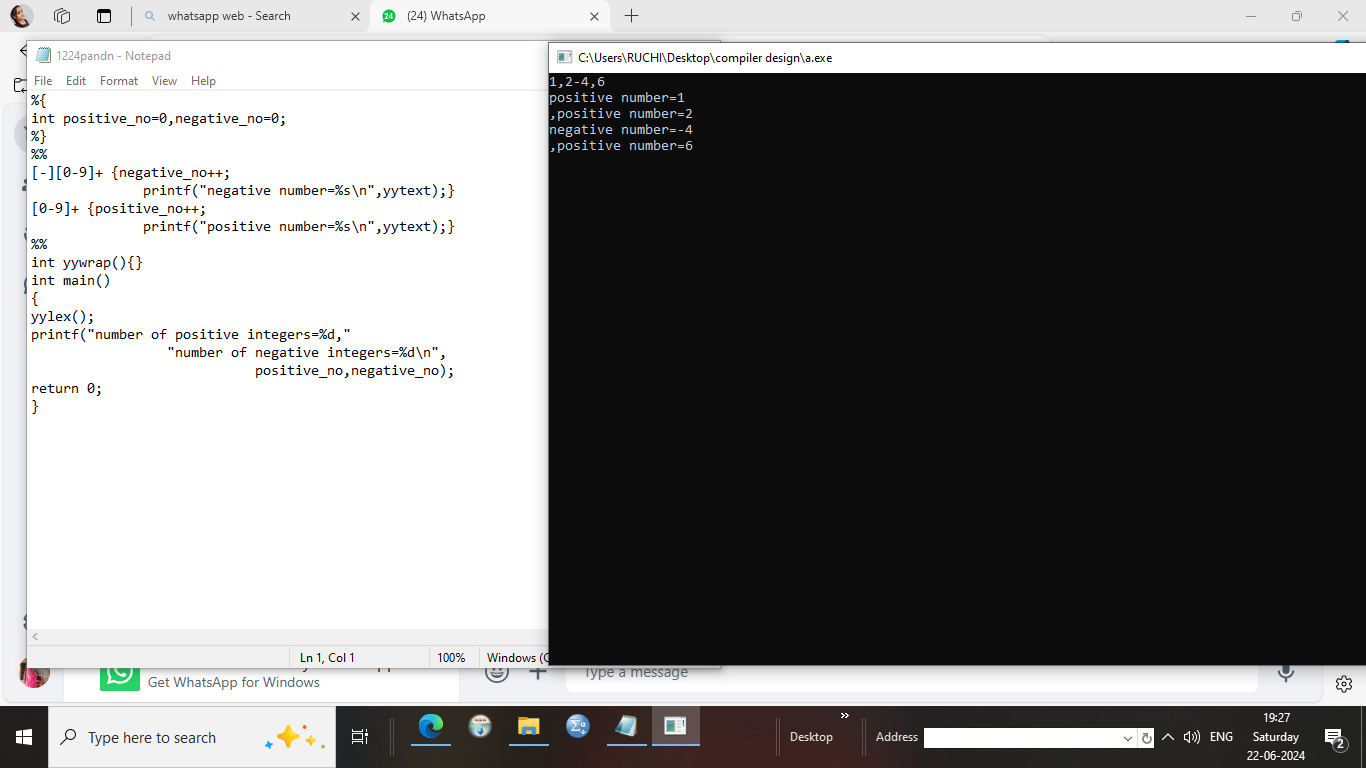 whatsapp web - Search
24
(24) WhatsApp
1224pandn - Notepad
File Edit Format View Help
%{
int positive_no=0,negative_no=0;
%}
%%
[-][0-9]+ {negative_no++;
printf("negative number=%s\n",yytext);}
[0-9]+ {positive_no++;
printf("positive number=%s\n",yytext);}
%%
int yywrap(){}
int main()
{
yylex();
printf("number of positive integers=%d,"
"number of negative integers=%d\n",
positive_no,negative_no);
return 0;
}
Ln 1, Col 1
100%
Windows (C
C:\Users\RUCHI\Desktop\compiler design\a.exe
1,2-4,6
positive number=1
,positive number=2
negative number=-4
,positive number=6
Get WhatsApp for Windows
Type a message
Type here to search
Desktop
»
Address
ENG
19:27
Saturday
22-06-2024
2